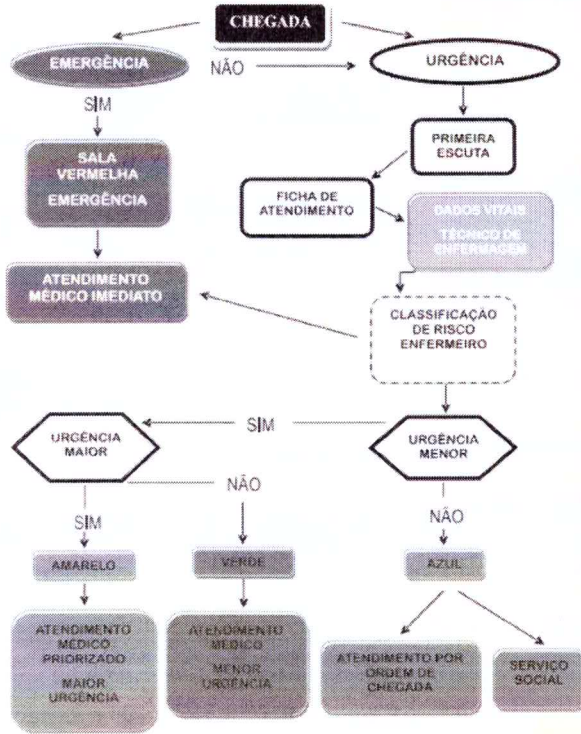 CHEGADA
EMERGÊNCIA
NÃO
URGÊNCIA
SIM
PRIMEIRA
ESCUTA
SALA
VERMELHA
EMERGÊNCIA
FICHA DE
ATENDIMENTO
DADOS VITAIS
TÉCNICO DE
ENFERMAGEM
ATENDIMENTO
MÉDICO IMEDIATO
CLASSIFICAÇÃO
DE RISCO
ENFERMEIRO
URGÊNCIA
MAIOR
SIM
URGÊNCIA
MENOR
SIM
NÃO
NÃO
AMARELO
VERDE
AZUL
ATENDIMENTO
MÉDICO
PRIORIZADO
MAIOR
URGÊNCIA
ATENDIMENTO
MÉDICO
MENOR
URGÊNCIA
ATENDIMENTO POR
ORDEM DE
CHEGADA
SERVIÇO
SOCIAL